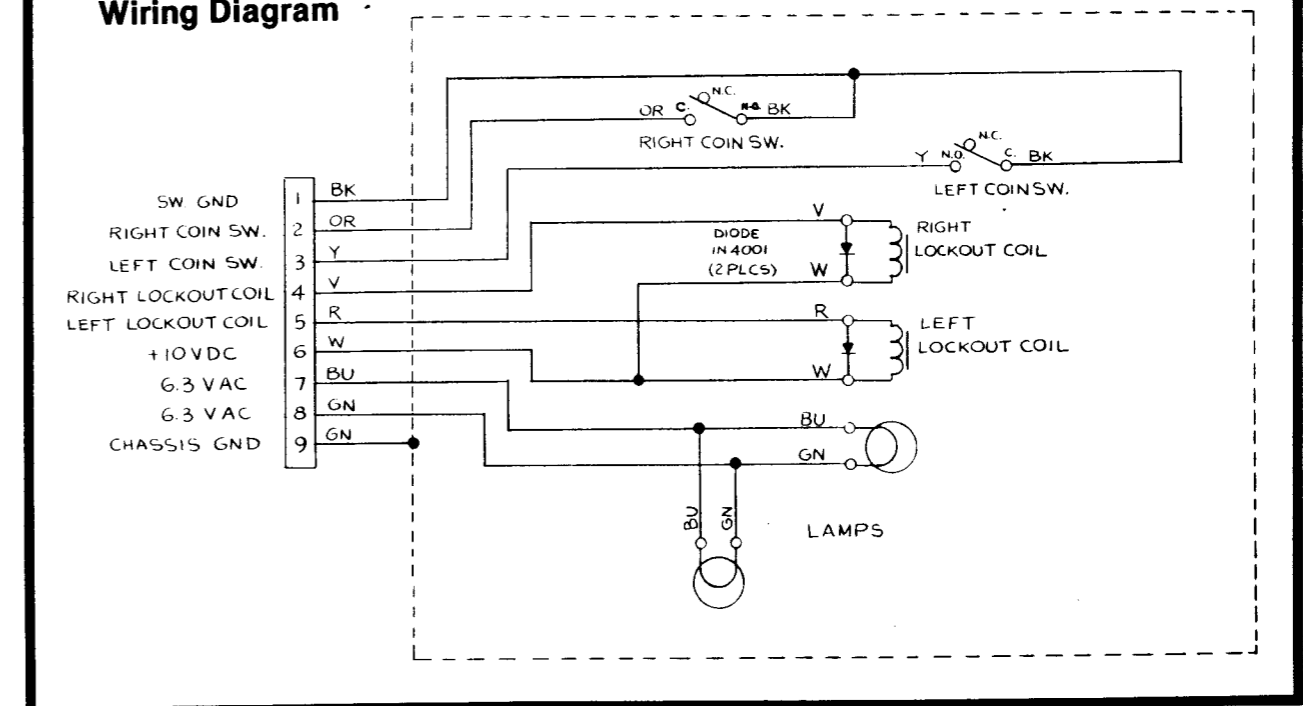 Wiring Diagram
N.C.
OR C. N.O. BK
RIGHT COIN SW.
N.C.
Y N.O. C. BK
LEFT COIN SW.
SW. GND 1 BK
RIGHT COIN SW. 2 OR
LEFT COIN SW. 3 Y
RIGHT LOCKOUT COIL 4 V
LEFT LOCKOUT COIL 5 R
+10VDC 6 W
6.3 VAC 7 BU
6.3 VAC 8 GN
CHASSIS GND 9 GN
V
DIODE
IN 4001
(2 PLCS)
W
RIGHT
LOCKOUT COIL
R
W
LEFT
LOCKOUT COIL
BU
GN
BU
GN
LAMPS